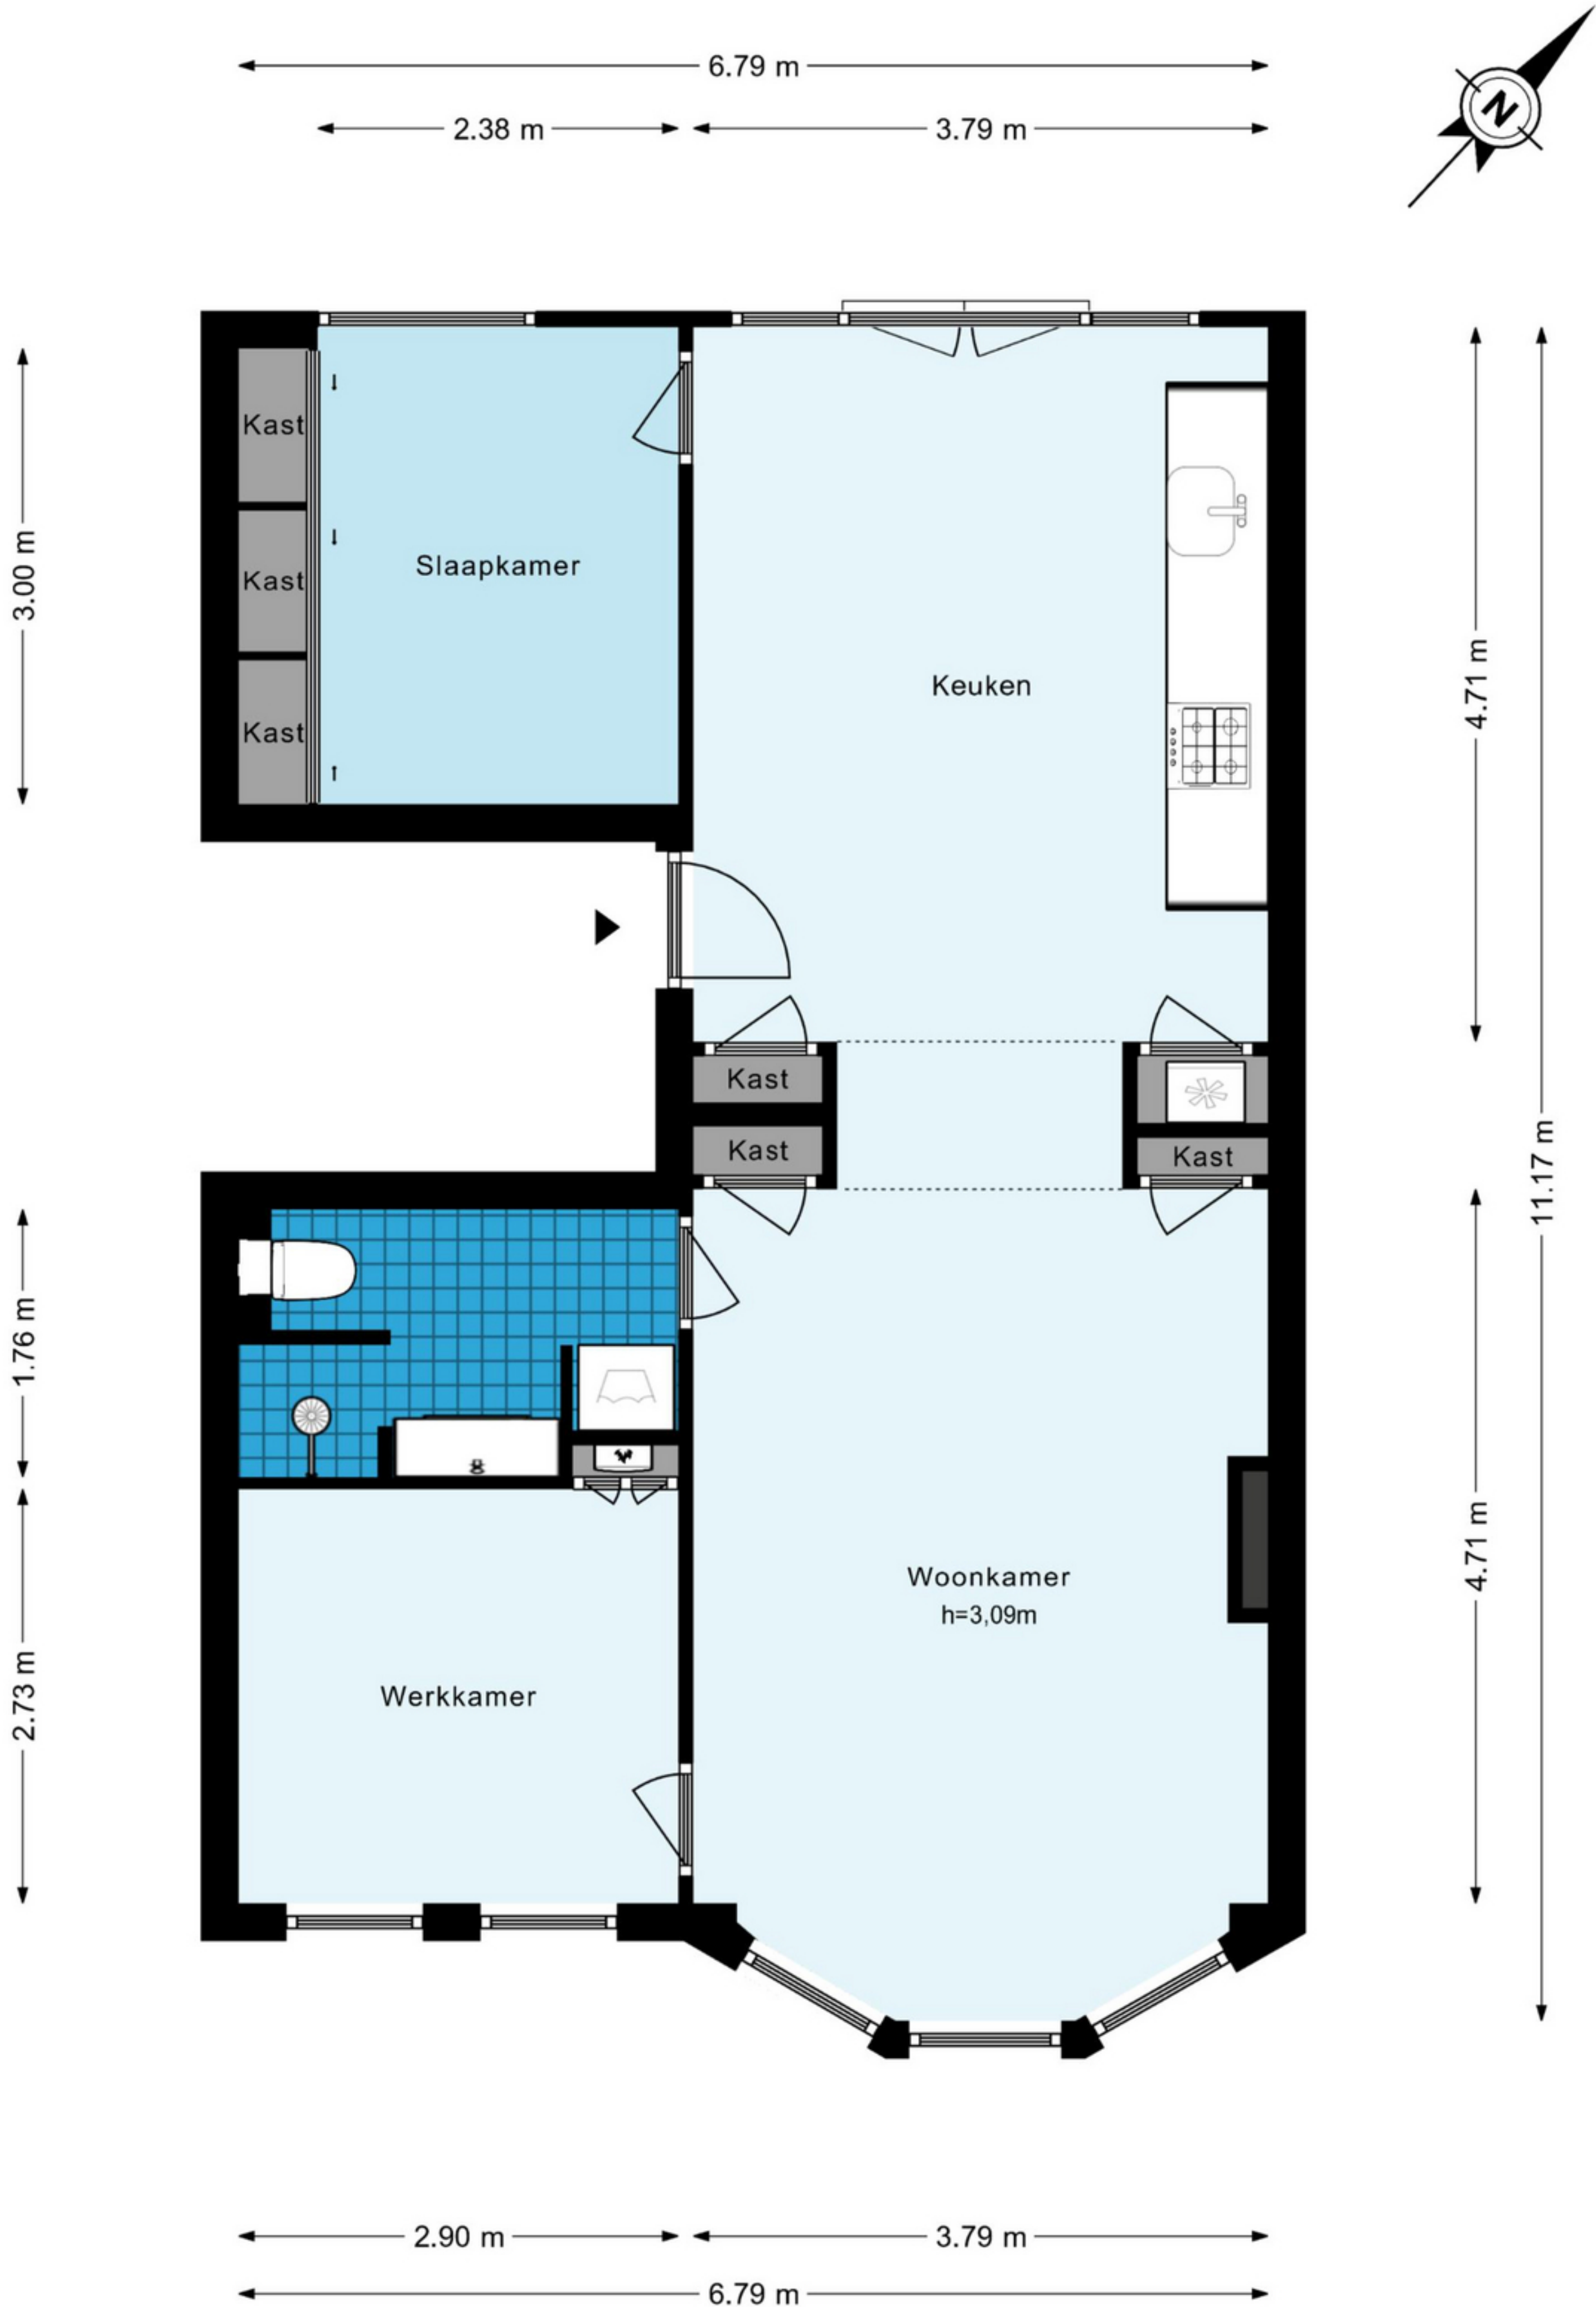 6.79 m
2.38 m
3.79 m
N
Kast
Kast
Kast
Slaapkamer
Keuken
3.00 m
4.71 m
11.17 m
Kast
Kast
Kast
1.76 m
2.73 m
4.71 m
Woonkamer
h=3,09m
Werkkamer
2.90 m
3.79 m
6.79 m